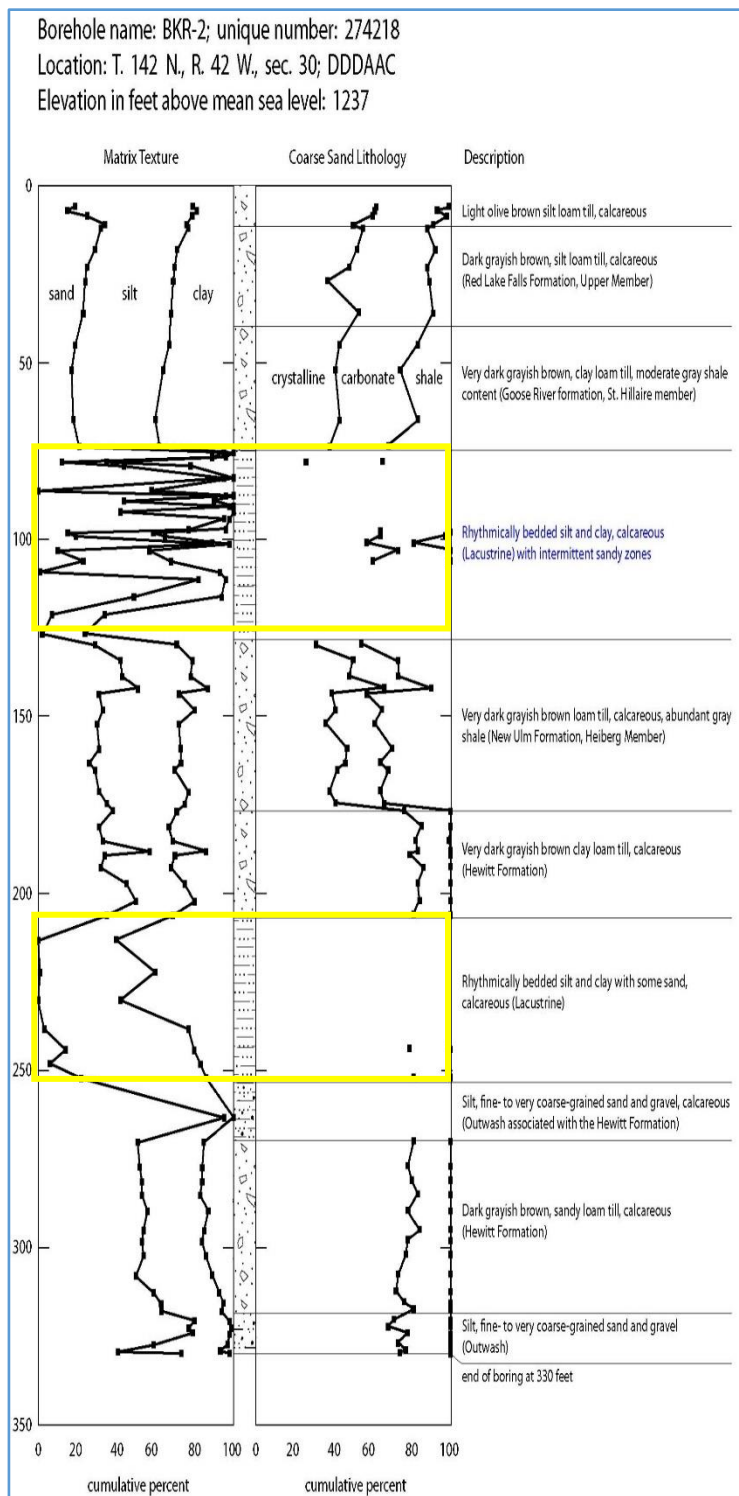 Borehole name: BKR-2; unique number: 274218
Location: T. 142 N., R. 42 W., sec. 30; DDDAAC
Elevation in feet above mean sea level: 1237
Matrix Texture
Coarse Sand Lithology
Description
0
50
100
150
200
250
300
350
sand
silt
clay
crystalline
carbonate
shale
Light olive brown silt loam till, calcareous
Dark grayish brown, silt loam till, calcareous
(Red Lake Falls Formation, Upper Member)
Very dark grayish brown, clay loam till, moderate gray shale
content (Goose River formation, St. Hillaire member)
Rhythmically bedded silt and clay, calcareous
(Lacustrine) with intermittent sandy zones
Very dark grayish brown loam till, calcareous, abundant gray
shale (New Ulm Formation, Heiberg Member)
Very dark grayish brown clay loam till, calcareous
(Hewitt Formation)
Rhythmically bedded silt and clay with some sand,
calcareous (Lacustrine)
Silt, fine- to very coarse-grained sand and gravel, calcareous
(Outwash associated with the Hewitt Formation)
Dark grayish brown, sandy loam till, calcareous
(Hewitt Formation)
Silt, fine- to very coarse-grained sand and gravel
(Outwash)
end of boring at 330 feet
0 20 40 60 80 100
0 20 40 60 80 100
cumulative percent
cumulative percent